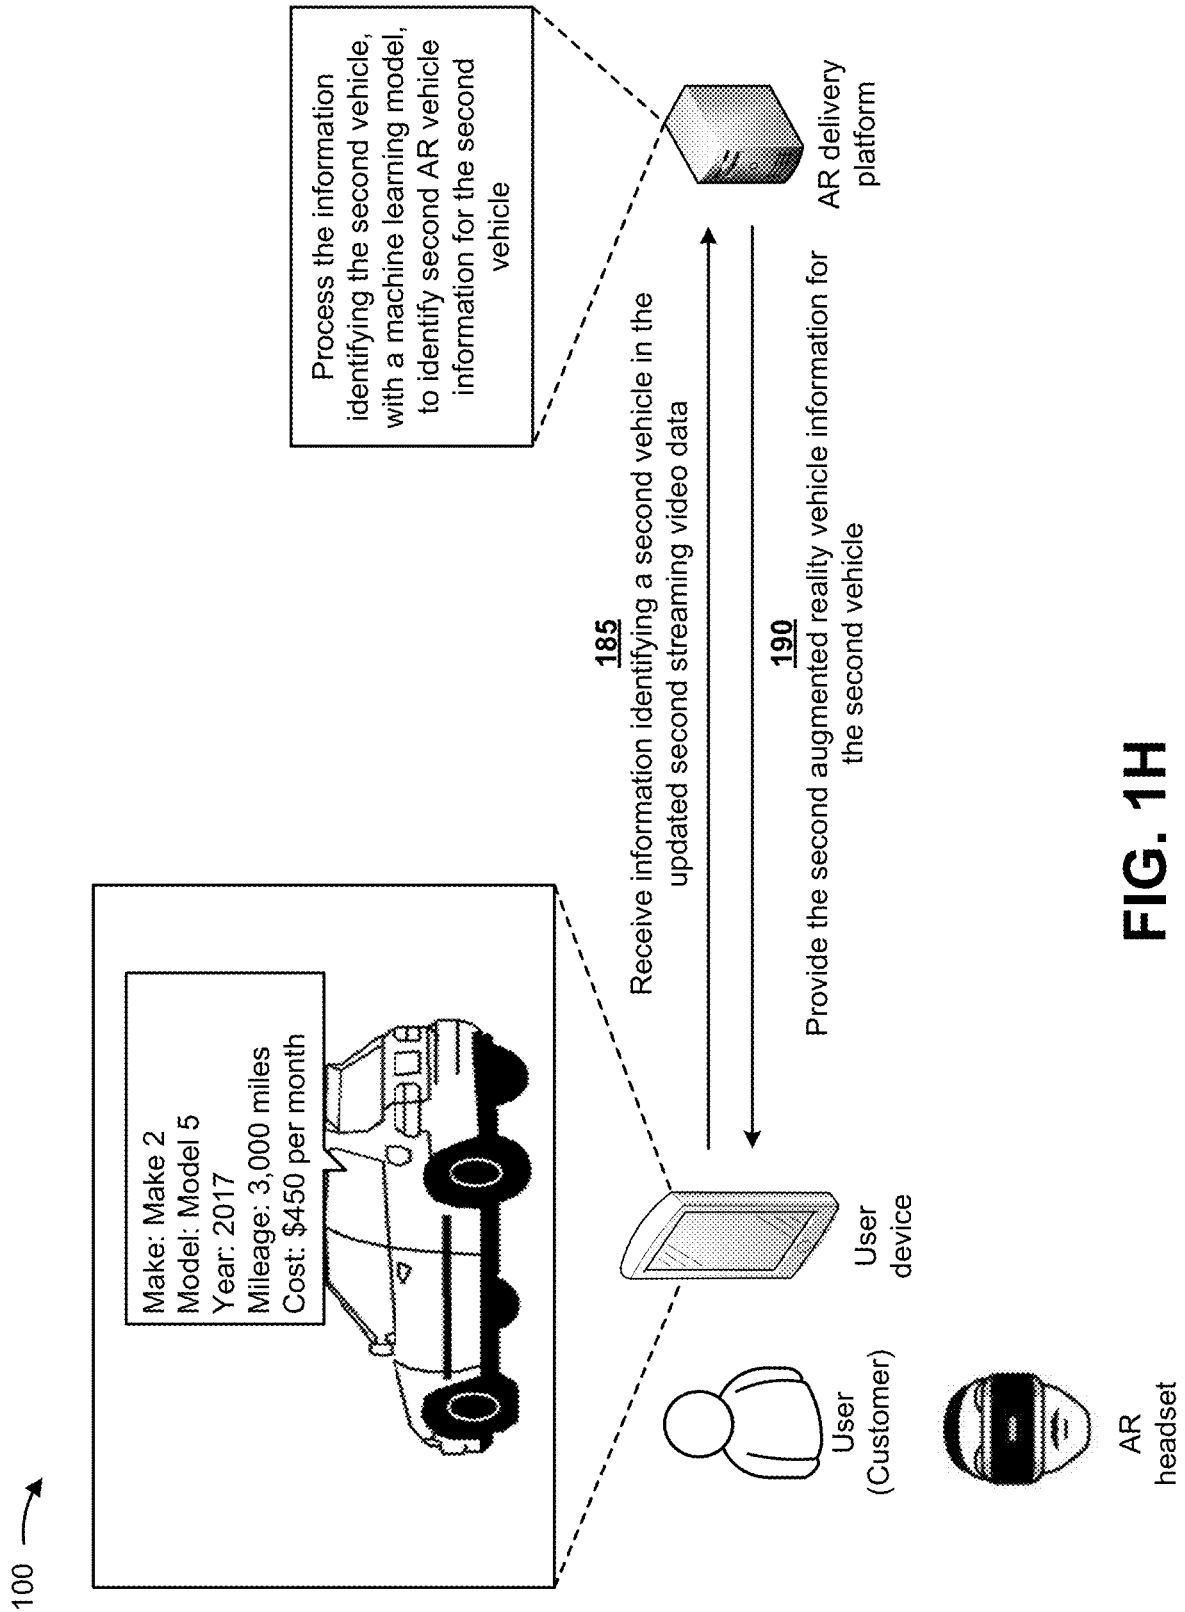 100
Make: Make 2
Model: Model 5
Year: 2017
Mileage: 3,000 miles
Cost: $450 per month
Process the information
identifying the second vehicle,
with a machine learning model,
to identify second AR vehicle
information for the second
vehicle
185
Receive information identifying a second vehicle in the
updated second streaming video data
190
Provide the second augmented reality vehicle information for
the second vehicle
AR delivery
platform
User
device
User
(Customer)
AR
headset
FIG. 1H